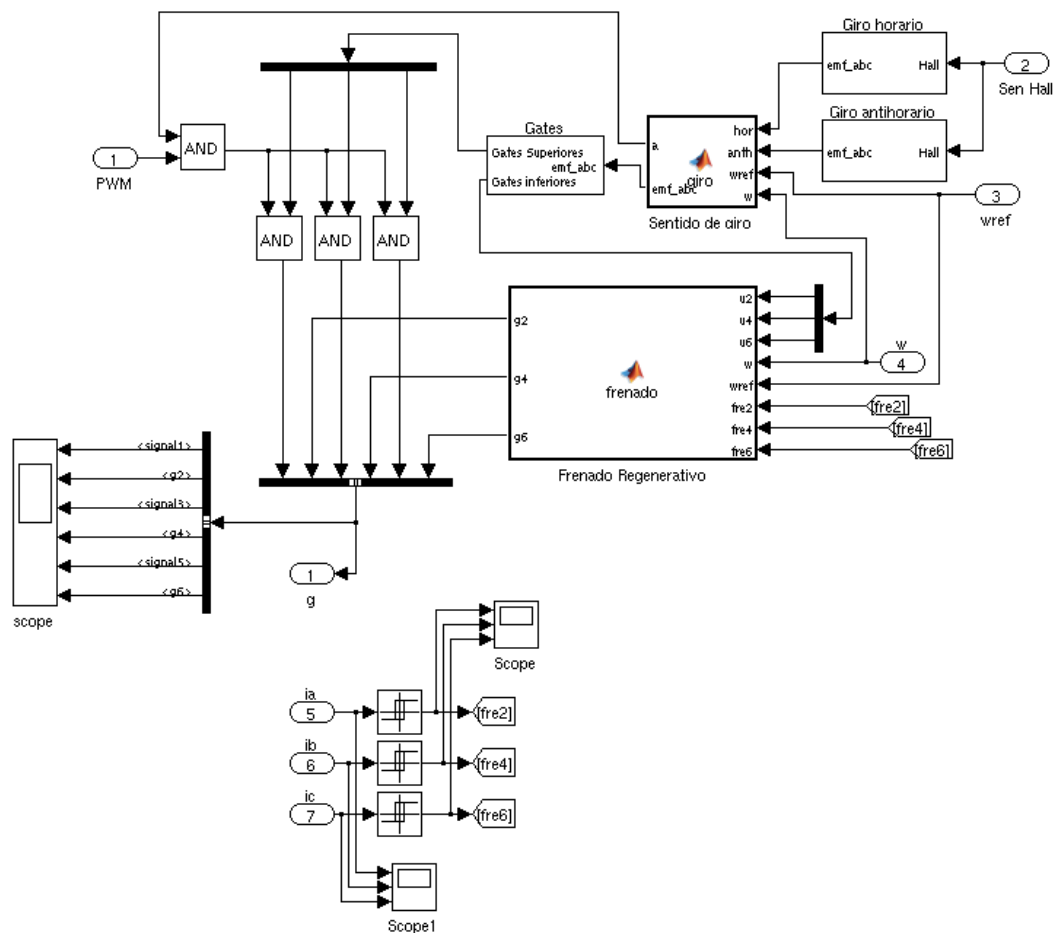 Giro horario
emf_abc
Hall
2
Sen Hall
Giro antihorario
emf_abc
Hall
Gates
Gates Superiores
emf_abc
Gates inferiores
a
emf_abc
giro
hor
anth
wref
w
Sentido de giro
3
wref
AND
1
PWM
AND
AND
AND
g2
g4
g6
frenado
u2
u4
u6
w
wref
fre2
fre4
fre6
Frenado Regenerativo
w
4
[fre2]
[fre4]
[fre6]
<signal1>
<g2>
<signal3>
<g4>
<signal5>
<g6>
scope
1
g
Scope
ia
5
[fre2]
ib
6
[fre4]
ic
7
[fre6]
Scope1